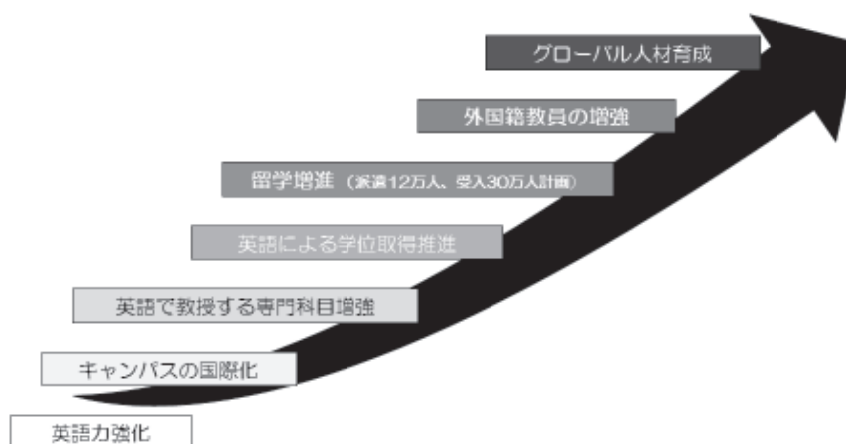 グローバル人材育成
外国籍教員の増強
留学増進（派遣12万人、受入30万人計画）
英語による学位取得推進
英語で教授する専門科目増強
キャンパスの国際化
英語力強化